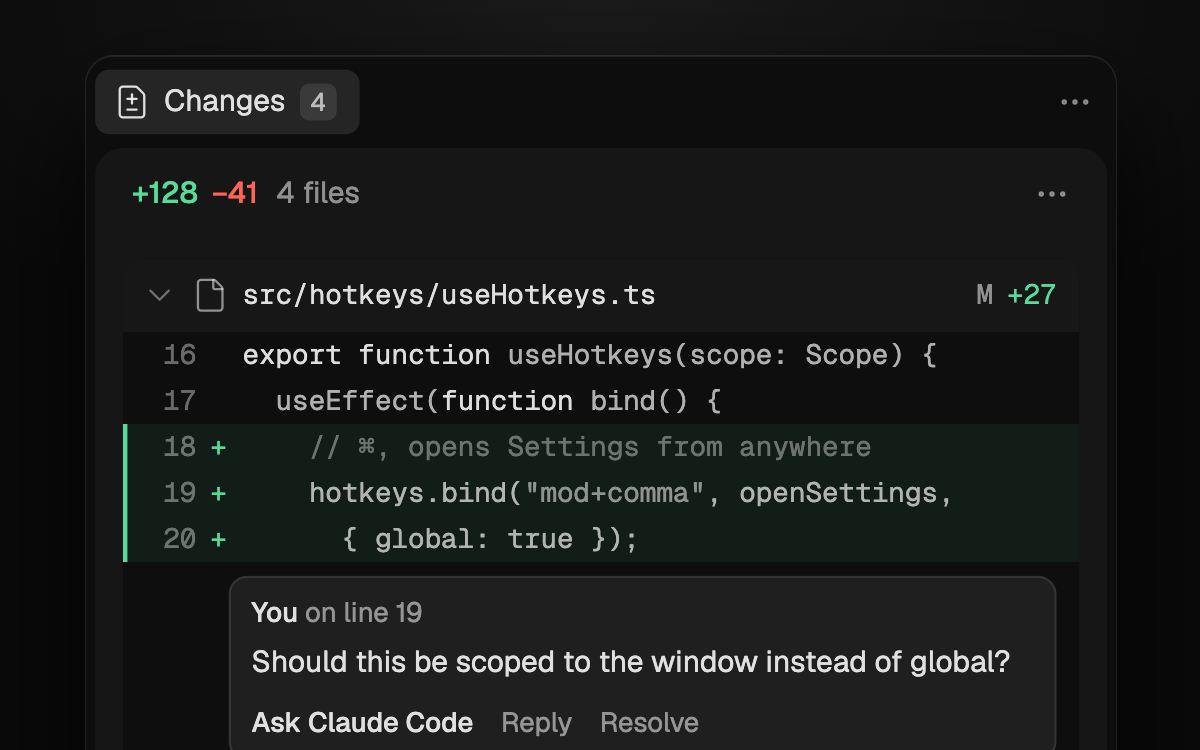 Changes 4
+128 −41 4 files
src/hotkeys/useHotkeys.ts M +27
16 export function useHotkeys(scope: Scope) {
17 useEffect(function bind() {
18 + // ⌘, opens Settings from anywhere
19 + hotkeys.bind("mod+comma", openSettings,
20 + { global: true });
You on line 19
Should this be scoped to the window instead of global?
Ask Claude Code Reply Resolve